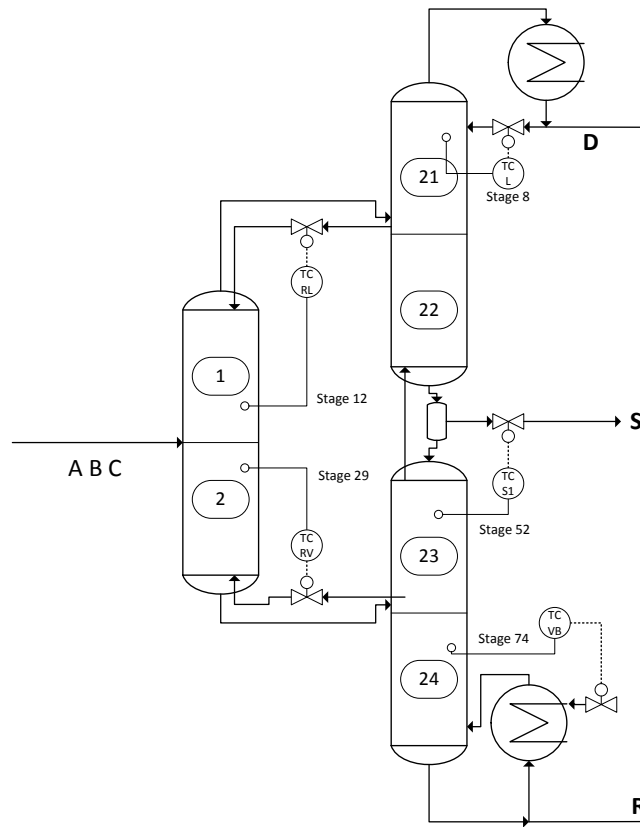 D
21
TC
L
Stage 8
TC
RL
22
1
Stage 12
S
A B C
Stage 29
2
TC
S1
Stage 52
TC
RV
23
TC
VB
Stage 74
24